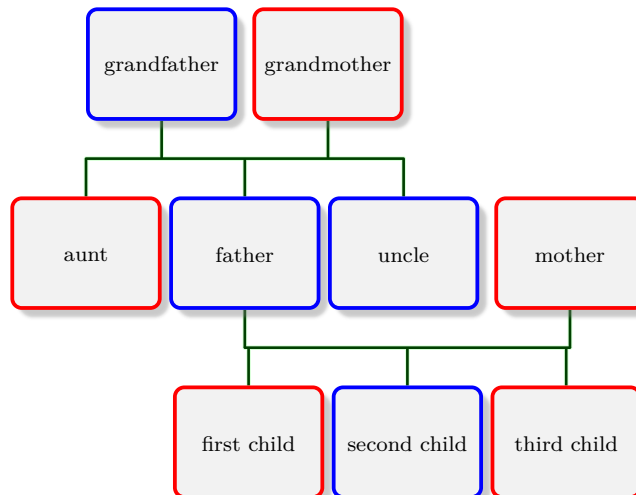 grandfather
grandmother
aunt
father
uncle
mother
first child
second child
third child